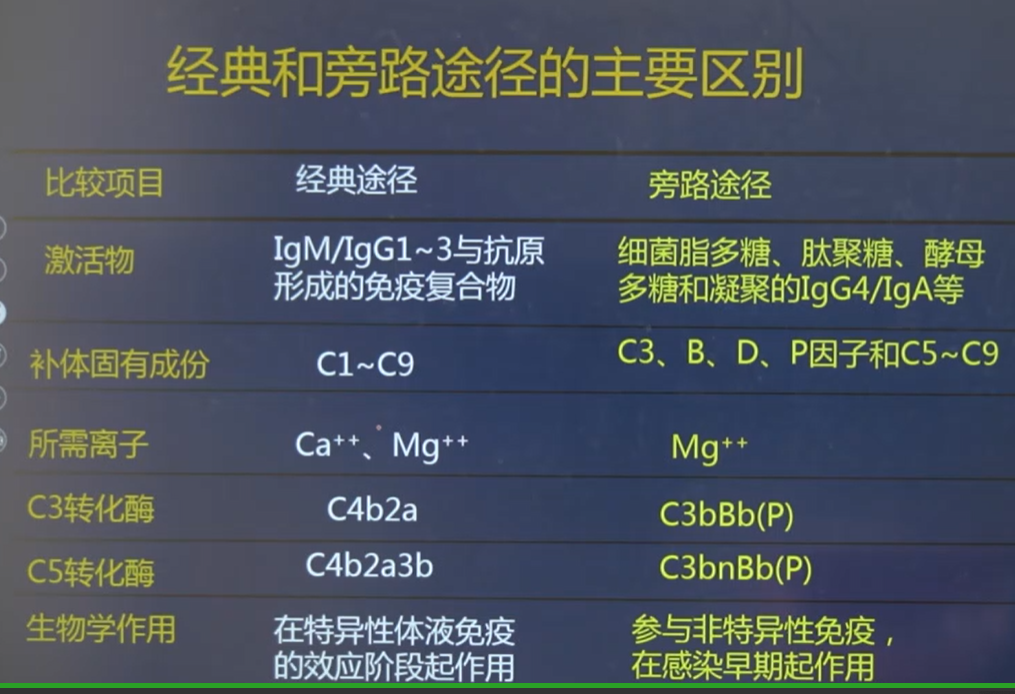 经典和旁路途径的主要区别
比较项目 经典途径 旁路途径
激活物 IgM/IgG1~3与抗原 细菌脂多糖、肽聚糖、酵母
形成的免疫复合物 多糖和凝聚的IgG4/IgA等
补体固有成份 C1~C9 C3、B、D、P因子和C5~C9
所需离子 Ca⁺⁺、Mg⁺⁺ Mg⁺⁺
C3转化酶 C4b2a C3bBb(P)
C5转化酶 C4b2a3b C3bnBb(P)
生物学作用 在特异性体液免疫 参与非特异性免疫，
的效应阶段起作用 在感染早期起作用